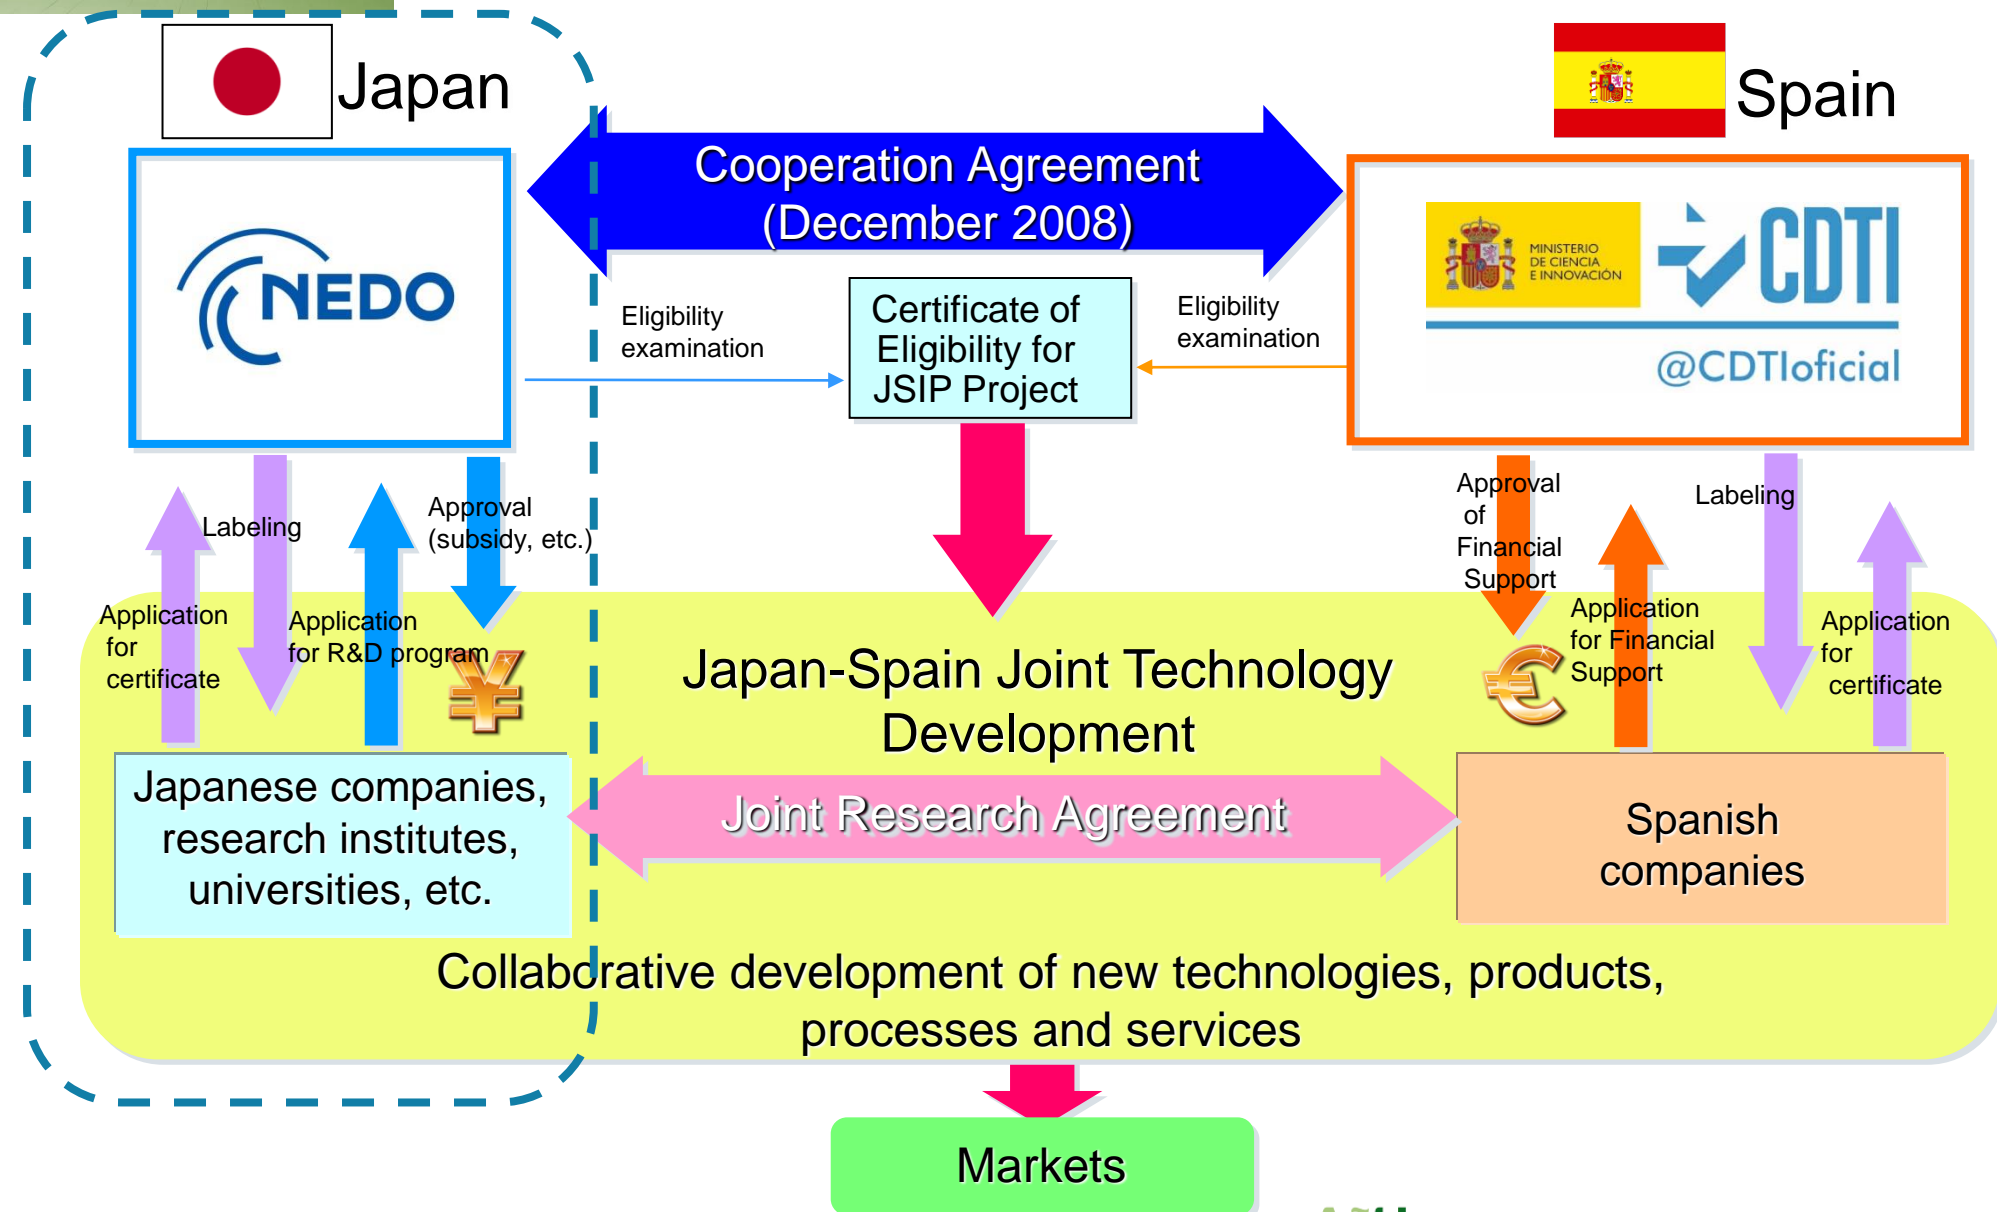 Japan
Spain
Cooperation Agreement
(December 2008)
NEDO
MINISTERIO
DE CIENCIA
E INNOVACIÓN
CDTI
@CDTIoficial
Eligibility
examination
Certificate of
Eligibility for
JSIP Project
Eligibility
examination
Labeling
Approval
(subsidy, etc.)
Application
for
certificate
Application
for R&D program
¥
Approval
of
Financial
Support
Labeling
Application
for Financial
Support
Application
for
certificate
€
Japan-Spain Joint Technology
Development
Japanese companies,
research institutes,
universities, etc.
Joint Research Agreement
Spanish
companies
Collaborative development of new technologies, products,
processes and services
Markets